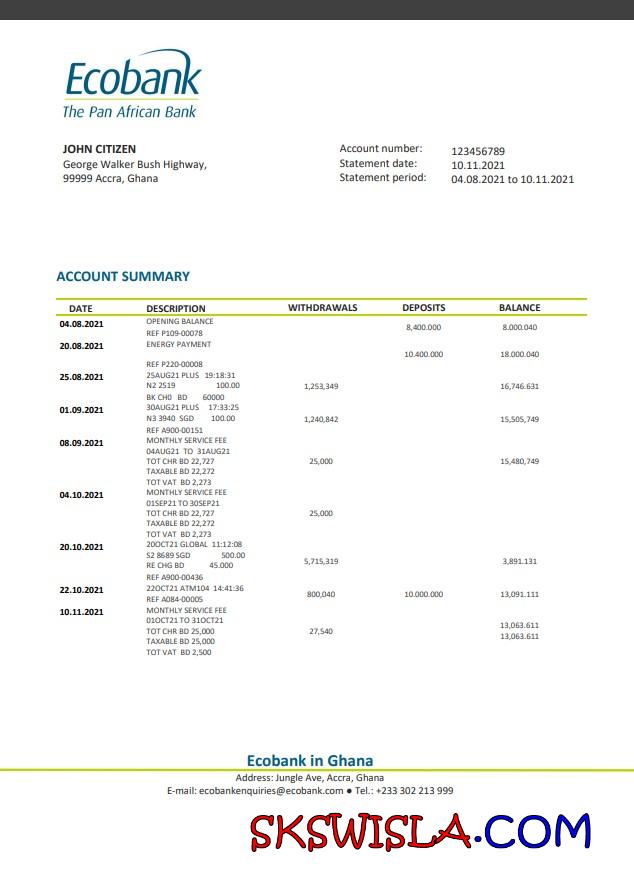 Ecobank
The Pan African Bank
JOHN CITIZEN
George Walker Bush Highway,
99999 Accra, Ghana
Account number: 123456789
Statement date: 10.11.2021
Statement period: 04.08.2021 to 10.11.2021
ACCOUNT SUMMARY
DATE DESCRIPTION WITHDRAWALS DEPOSITS BALANCE
04.08.2021 OPENING BALANCE 8,400.000 8.000.040
REF P109-00078
20.08.2021 ENERGY PAYMENT
10.400.000 18.000.040
REF P220-00008
25.08.2021 25AUG21 PLUS 19:18:31
N2 2519 100.00 1,253,349 16,746.631
BK CH0 BD 60000
01.09.2021 30AUG21 PLUS 17:33:25
N3 3940 SGD 100.00 1,240,842 15,505,749
REF A900-00151
08.09.2021 MONTHLY SERVICE FEE
04AUG21 TO 31AUG21
TOT CHR BD 22,727 25,000 15,480,749
TAXABLE BD 22,272
TOT VAT BD 2,273
04.10.2021 MONTHLY SERVICE FEE
01SEP21 TO 30SEP21
TOT CHR BD 22,727 25,000
TAXABLE BD 22,272
TOT VAT BD 2,273
20.10.2021 20OCT21 GLOBAL 11:12:08
S2 8689 SGD 500.00 5,715,319 3,891.131
RE CHG BD 45.000
REF A900-00436
22.10.2021 22OCT21 ATM104 14:41:36 800,040 10.000.000 13,091.111
REF A084-00005
10.11.2021 MONTHLY SERVICE FEE
01OCT21 TO 31OCT21 13,063.611
TOT CHR BD 25,000 27,540 13,063.611
TAXABLE BD 25,000
TOT VAT BD 2,500
Ecobank in Ghana
Address: Jungle Ave, Accra, Ghana
E-mail: ecobankenquiries@ecobank.com ● Tel.: +233 302 213 999
SKSWISLA.COM